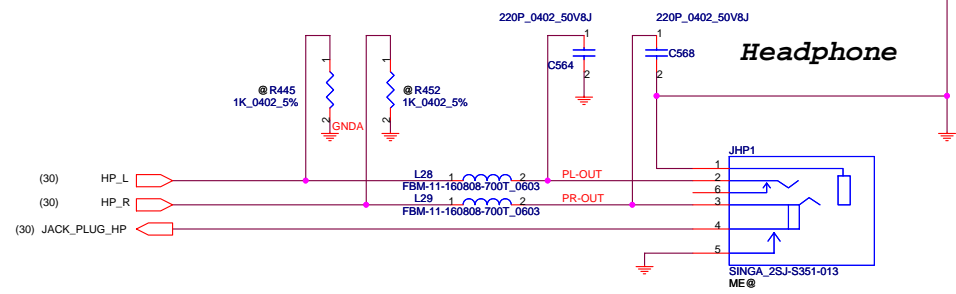 220P_0402_50V8J
220P_0402_50V8J
1
1
C564
C568
2
2
Headphone
1
1
@R445
@R452
1K_0402_5%
1K_0402_5%
2
2
GNDA
JHP1
1
(30) HP_L
L28
1
2
PL-OUT
2
FBM-11-160808-700T_0603
6
(30) HP_R
L29
1
2
PR-OUT
3
FBM-11-160808-700T_0603
(30) JACK_PLUG_HP
4
5
SINGA_2SJ-S351-013
ME@